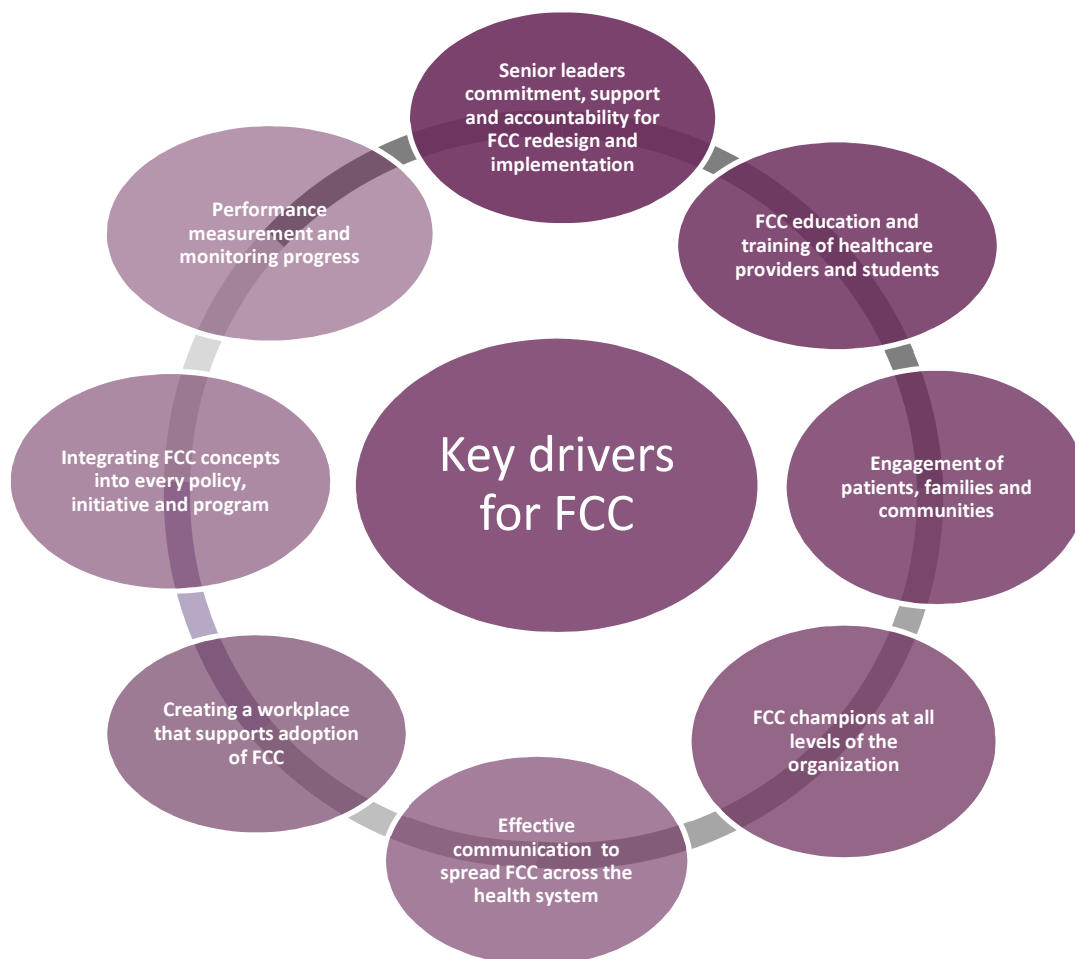 Senior leaders
commitment, support
and accountability for
FCC redesign and
implementation
FCC education and
training of healthcare
providers and students
Engagement of
patients, families and
communities
FCC champions at all
levels of the
organization
Effective
communication  to
spread FCC across the
health system
Creating a workplace
that supports adoption
of FCC
Integrating FCC concepts
into every policy,
initiative and program
Performance
measurement and
monitoring progress
Key drivers
for FCC